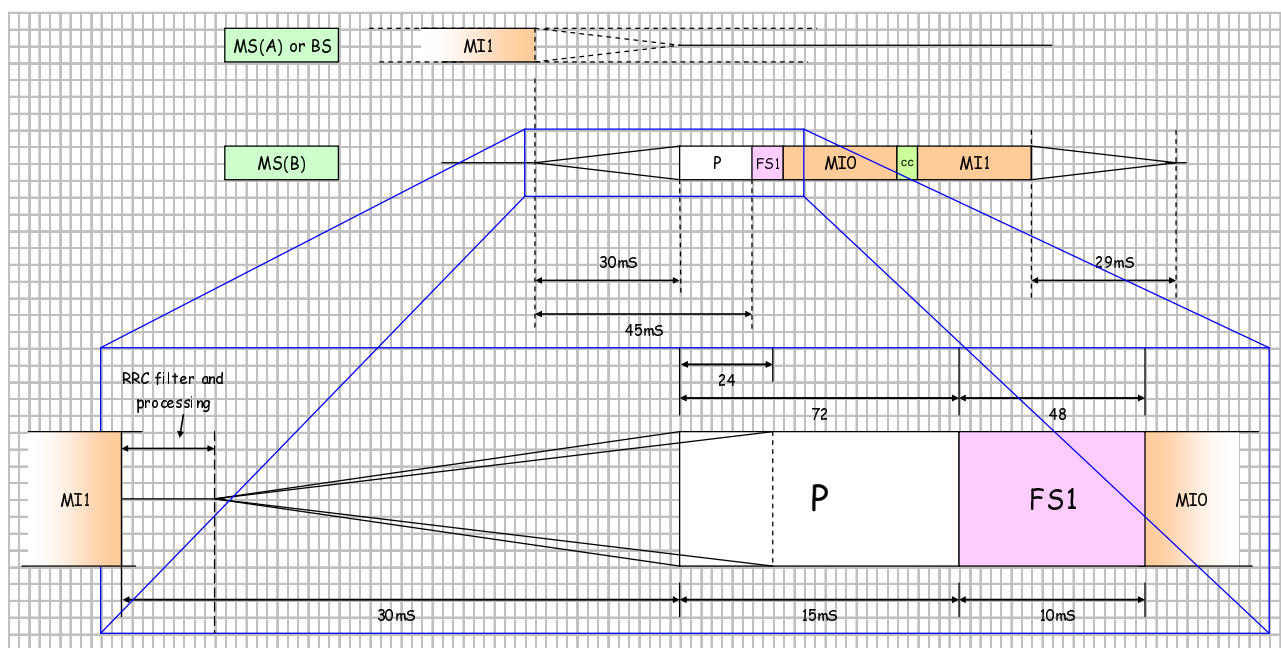 MS(A) or BS
MI1
MS(B)
P
FS1
MI0
cc
MI1
30mS
29mS
45mS
RRC filter and
processing
24
72
48
MI1
P
FS1
MI0
30mS
15mS
10mS